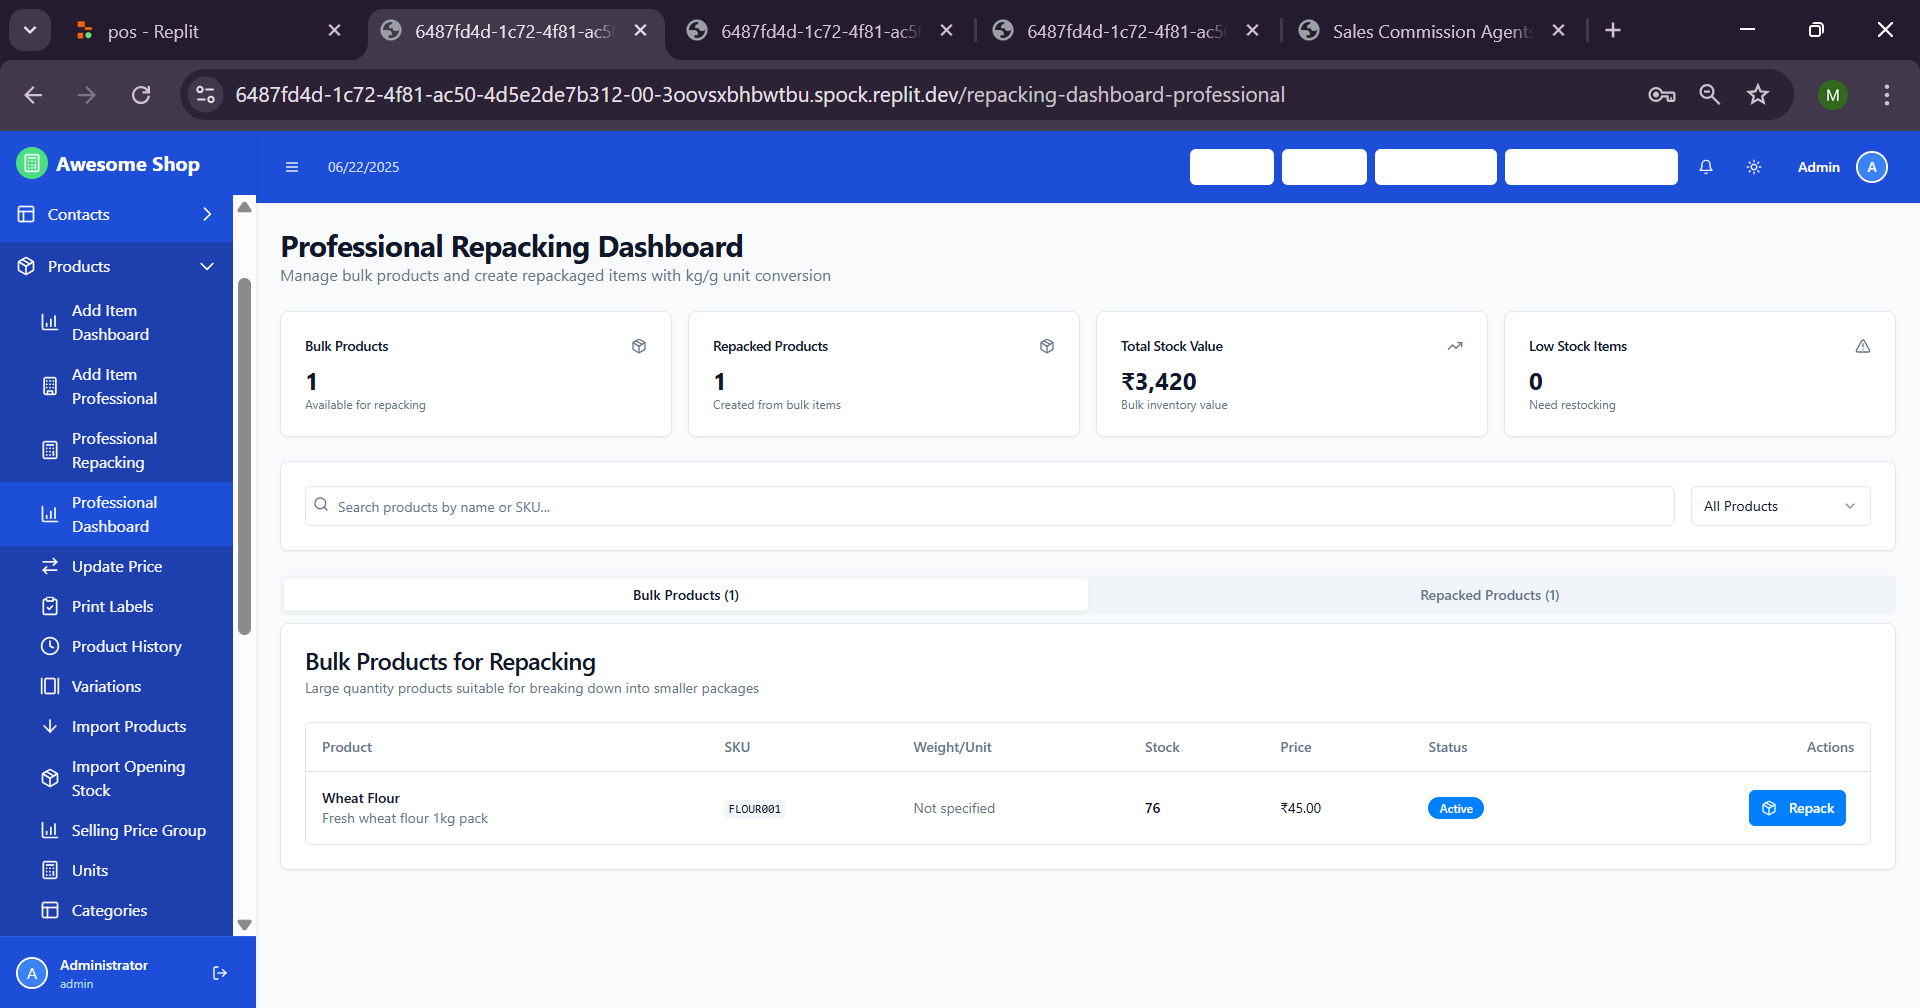 pos - Replit
6487fd4d-1c72-4f81-ac5
6487fd4d-1c72-4f81-ac5
6487fd4d-1c72-4f81-ac5
Sales Commission Agent
6487fd4d-1c72-4f81-ac50-4d5e2de7b312-00-3oovsxbhbwtbu.spock.replit.dev/repacking-dashboard-professional
M
Awesome Shop
06/22/2025
Admin
A
Contacts
Products
Add Item
Dashboard
Add Item
Professional
Professional
Repacking
Professional
Dashboard
Update Price
Print Labels
Product History
Variations
Import Products
Import Opening
Stock
Selling Price Group
Units
Categories
A
Administrator
admin
Professional Repacking Dashboard
Manage bulk products and create repackaged items with kg/g unit conversion
Bulk Products
1
Available for repacking
Repacked Products
1
Created from bulk items
Total Stock Value
₹3,420
Bulk inventory value
Low Stock Items
0
Need restocking
Search products by name or SKU...
All Products
Bulk Products (1)
Repacked Products (1)
Bulk Products for Repacking
Large quantity products suitable for breaking down into smaller packages
Product SKU Weight/Unit Stock Price Status Actions
Wheat Flour
Fresh wheat flour 1kg pack
FLOUR001
Not specified
76
₹45.00
Active
Repack